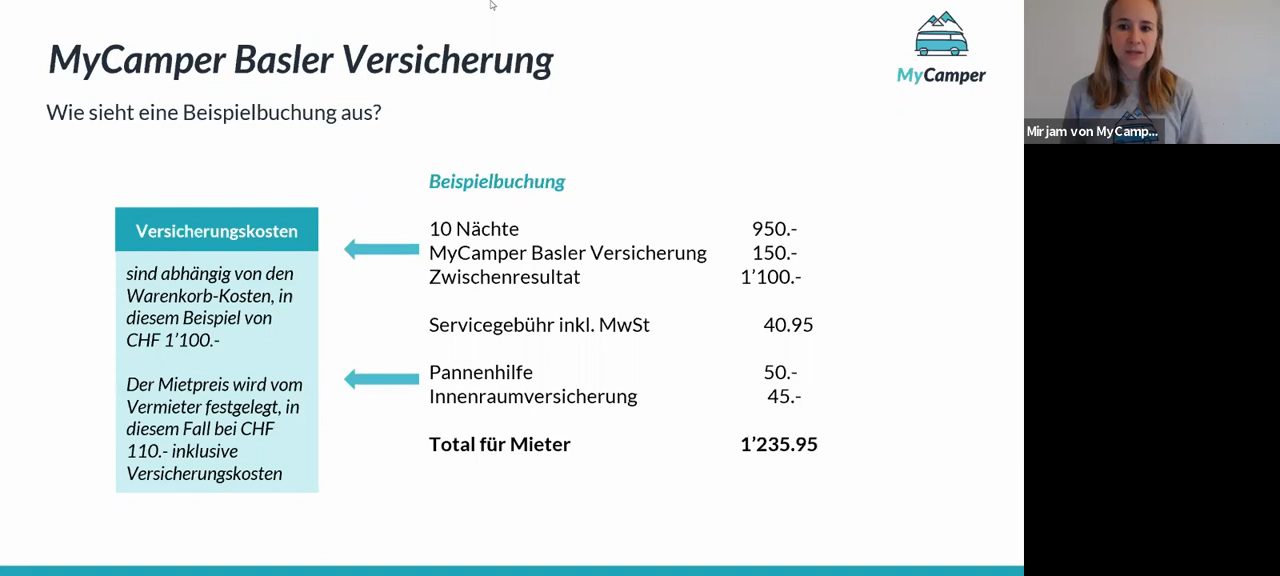 MyCamper Basler Versicherung
MyCamper
Wie sieht eine Beispielbuchung aus?
Mirjam von MyCamp...
Beispielbuchung
Versicherungskosten
sind abhängig von den
Warenkorb-Kosten, in
diesem Beispiel von
CHF 1’100.-
Der Mietpreis wird vom
Vermieter festgelegt, in
diesem Fall bei CHF
110.- inklusive
Versicherungskosten
10 Nächte 950.-
MyCamper Basler Versicherung 150.-
Zwischenresultat 1’100.-
Servicegebühr inkl. MwSt 40.95
Pannenhilfe 50.-
Innenraumversicherung 45.-
Total für Mieter 1’235.95